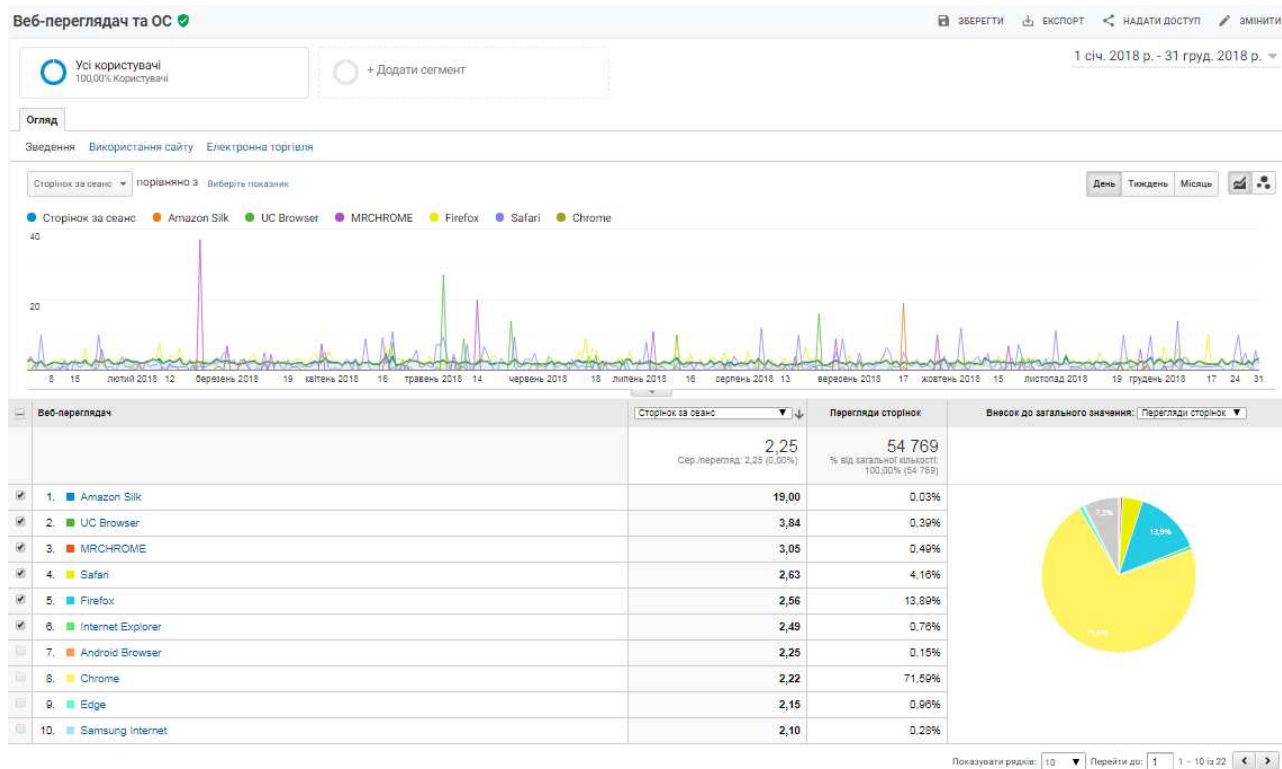 Веб-переглядач та ОС
ЗБЕРЕГТИ ЕКСПОРТ НАДАТИ ДОСТУП ЗМІНИТИ
1 січ. 2018 р. - 31 груд. 2018 р.
Усі користувачі
100,00% Користувачі
+ Додати сегмент
Огляд
Зведення Використання сайту Електронна торгівля
Сторінок за сеанс порівняно з Виберіть показник
День Тиждень Місяць
Сторінок за сеанс Amazon Silk UC Browser MRCHROME Firefox Safari Chrome
40
20
8 15 лютий 2018 12 березень 2018 19 квітень 2018 16 травень 2018 14 червень 2018 18 липень 2018 16 серпень 2018 13 вересень 2018 17 жовтень 2018 15 листопад 2018 19 грудень 2018 17 24 31
Веб-переглядач Сторінок за сеанс Перегляди сторінок Внесок до загального значення: Перегляди сторінок
2,25 54 769
Сер./перегляд: 2,25 (0,00%) % від загальної кількості:
100,00% (54 769)
1. Amazon Silk 19,00 0,03%
2. UC Browser 3,84 0,39%
3. MRCHROME 3,05 0,49%
4. Safari 2,63 4,16%
5. Firefox 2,56 13,89%
6. Internet Explorer 2,49 0,76%
7. Android Browser 2,25 0,15%
8. Chrome 2,22 71,59%
9. Edge 2,15 0,96%
10. Samsung Internet 2,10 0,28%
7,3%
13,9%
71,6%
Показувати рядків: 10 Перейти до: 1 1 – 10 із 22